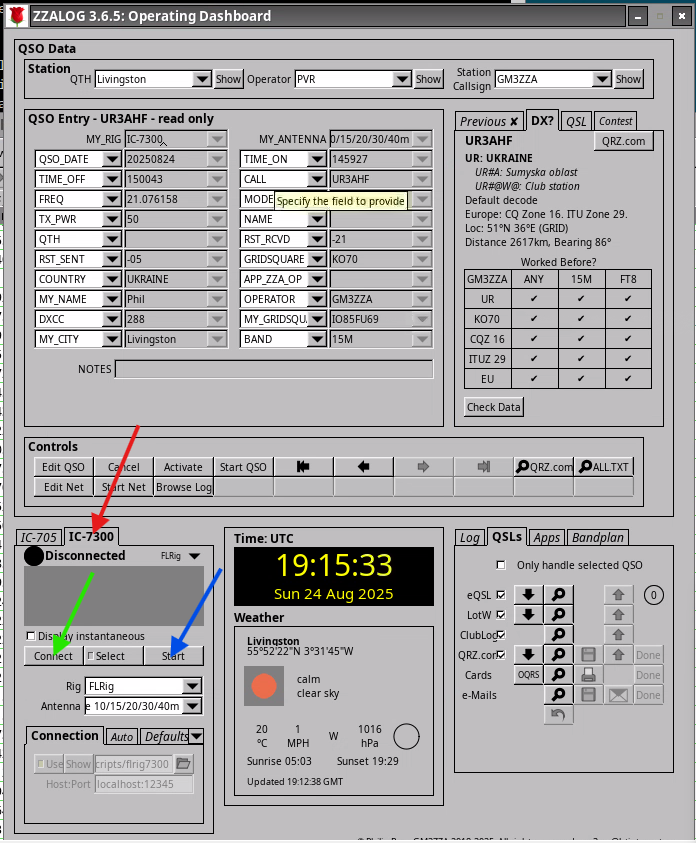 ZZALOG 3.6.5: Operating Dashboard
QSO Data
Station
QTH Livingston Show Operator PVR Show Station Callsign GM3ZZA Show
QSO Entry - UR3AHF - read only
MY_RIG IC-7300 MY_ANTENNA 0/15/20/30/40m
QSO_DATE 20250824 TIME_ON 145927
TIME_OFF 150043 CALL UR3AHF
FREQ 21.076158 MODE
Specify the field to provide
TX_PWR 50 NAME
QTH RST_RCVD -21
RST_SENT -05 GRIDSQUARE KO70
COUNTRY UKRAINE APP_ZZA_OP
MY_NAME Phil OPERATOR GM3ZZA
DXCC 288 MY_GRIDSQU. IO85FU69
MY_CITY Livingston BAND 15M
NOTES
Previous ✘ DX? QSL Contest
UR3AHF QRZ.com
UR: UKRAINE
UR#A: Sumyska oblast
UR#@W@: Club station
Default decode
Europe: CQ Zone 16. ITU Zone 29.
Loc: 51°N 36°E (GRID)
Distance 2617km, Bearing 86°
Worked Before?
GM3ZZA ANY 15M FT8
UR ✔ ✔ ✔
KO70 ✔ ✔ ✔
CQZ 16 ✔ ✔ ✔
ITUZ 29 ✔ ✔ ✔
EU ✔ ✔ ✔
Check Data
Controls
Edit QSO Cancel Activate Start QSO QRZ.com ALL.TXT
Edit Net Start Net Browse Log
IC-705 IC-7300
Disconnected FLRig
Display instantaneous
Connect Select Start
Rig FLRig
Antenna e 10/15/20/30/40m
Connection Auto Defaults
Use Show cripts/flrig7300
Host:Port localhost:12345
Time: UTC
19:15:33
Sun 24 Aug 2025
Weather
Livingston
55°52'22"N 3°31'45"W
calm
clear sky
20 1 W 1016
°C MPH hPa
Sunrise 05:03 Sunset 19:29
Updated 19:12:38 GMT
Log QSLs Apps Bandplan
Only handle selected QSO
eQSL 0
LotW
ClubLog
QRZ.com Done
Cards OQRS Done
e-Mails Done